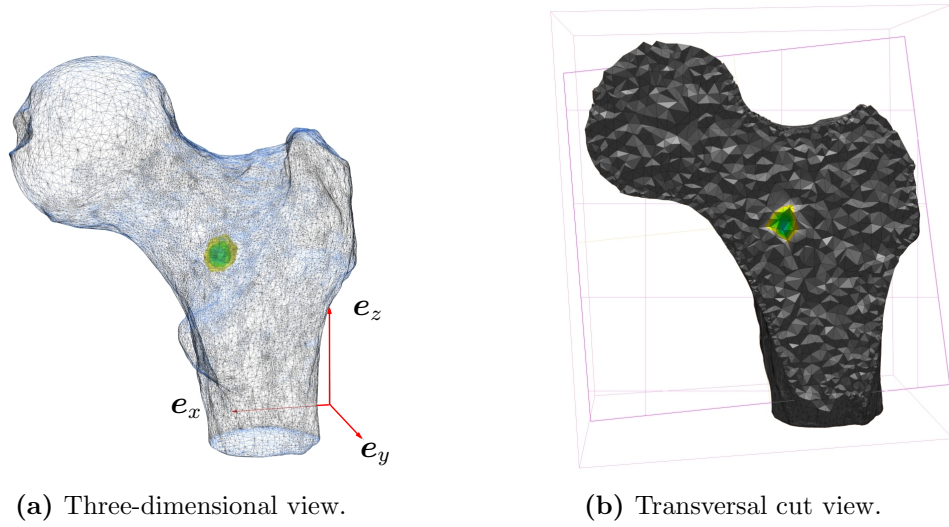 e_z
e_x
e_y
(a) Three-dimensional view.
(b) Transversal cut view.